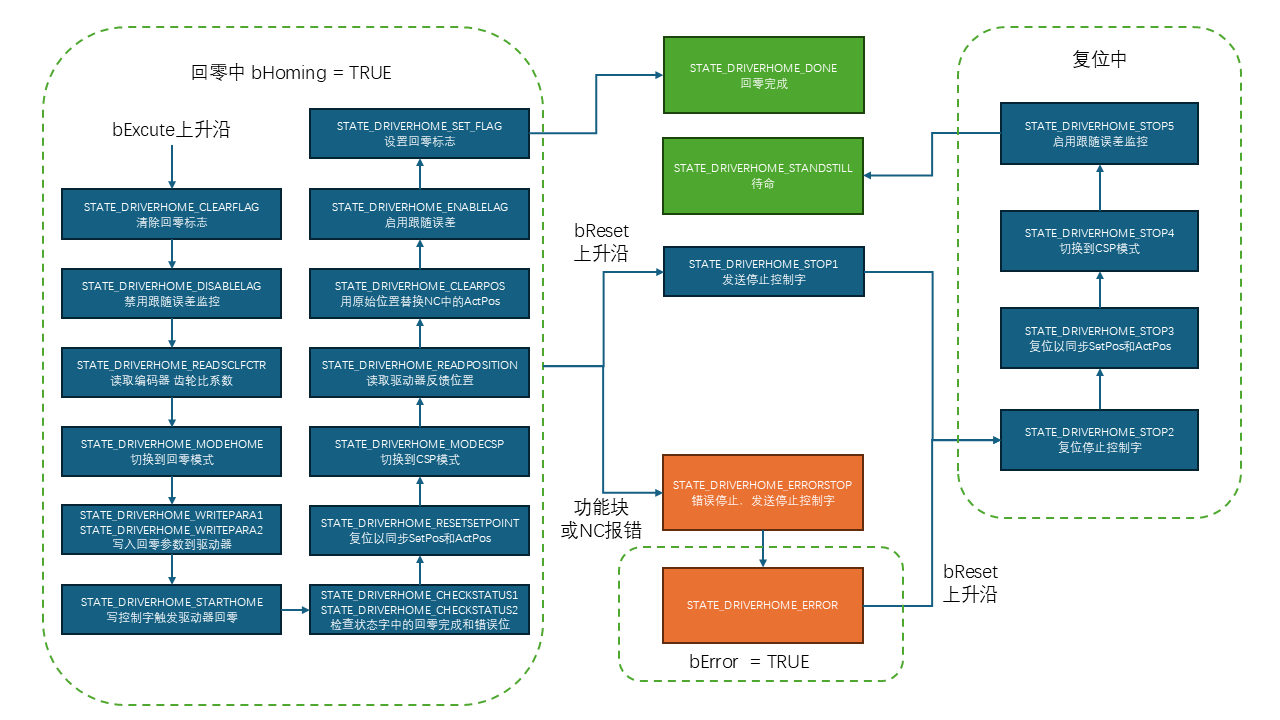 回零中 bHoming = TRUE
bExcute上升沿
STATE_DRIVERHOME_CLEARFLAG
清除回零标志
STATE_DRIVERHOME_DISABLELAG
禁用跟随误差监控
STATE_DRIVERHOME_READSCLFCTR
读取编码器 齿轮比系数
STATE_DRIVERHOME_MODEHOME
切换到回零模式
STATE_DRIVERHOME_WRITEPARA1
STATE_DRIVERHOME_WRITEPARA2
写入回零参数到驱动器
STATE_DRIVERHOME_STARTHOME
写控制字触发驱动器回零
STATE_DRIVERHOME_SET_FLAG
设置回零标志
STATE_DRIVERHOME_ENABLELAG
启用跟随误差
STATE_DRIVERHOME_CLEARPOS
用原始位置替换NC中的ActPos
STATE_DRIVERHOME_READPOSITION
读取驱动器反馈位置
STATE_DRIVERHOME_MODECSP
切换到CSP模式
STATE_DRIVERHOME_RESETSETPOINT
复位以同步SetPos和ActPos
STATE_DRIVERHOME_CHECKSTATUS1
STATE_DRIVERHOME_CHECKSTATUS2
检查状态字中的回零完成和错误位
STATE_DRIVERHOME_DONE
回零完成
STATE_DRIVERHOME_STANDSTILL
待命
bReset
上升沿
STATE_DRIVERHOME_STOP1
发送停止控制字
功能块
或NC报错
STATE_DRIVERHOME_ERRORSTOP
错误停止、发送停止控制字
STATE_DRIVERHOME_ERROR
bError = TRUE
bReset
上升沿
复位中
STATE_DRIVERHOME_STOP5
启用跟随误差监控
STATE_DRIVERHOME_STOP4
切换到CSP模式
STATE_DRIVERHOME_STOP3
复位以同步SetPos和ActPos
STATE_DRIVERHOME_STOP2
复位停止控制字